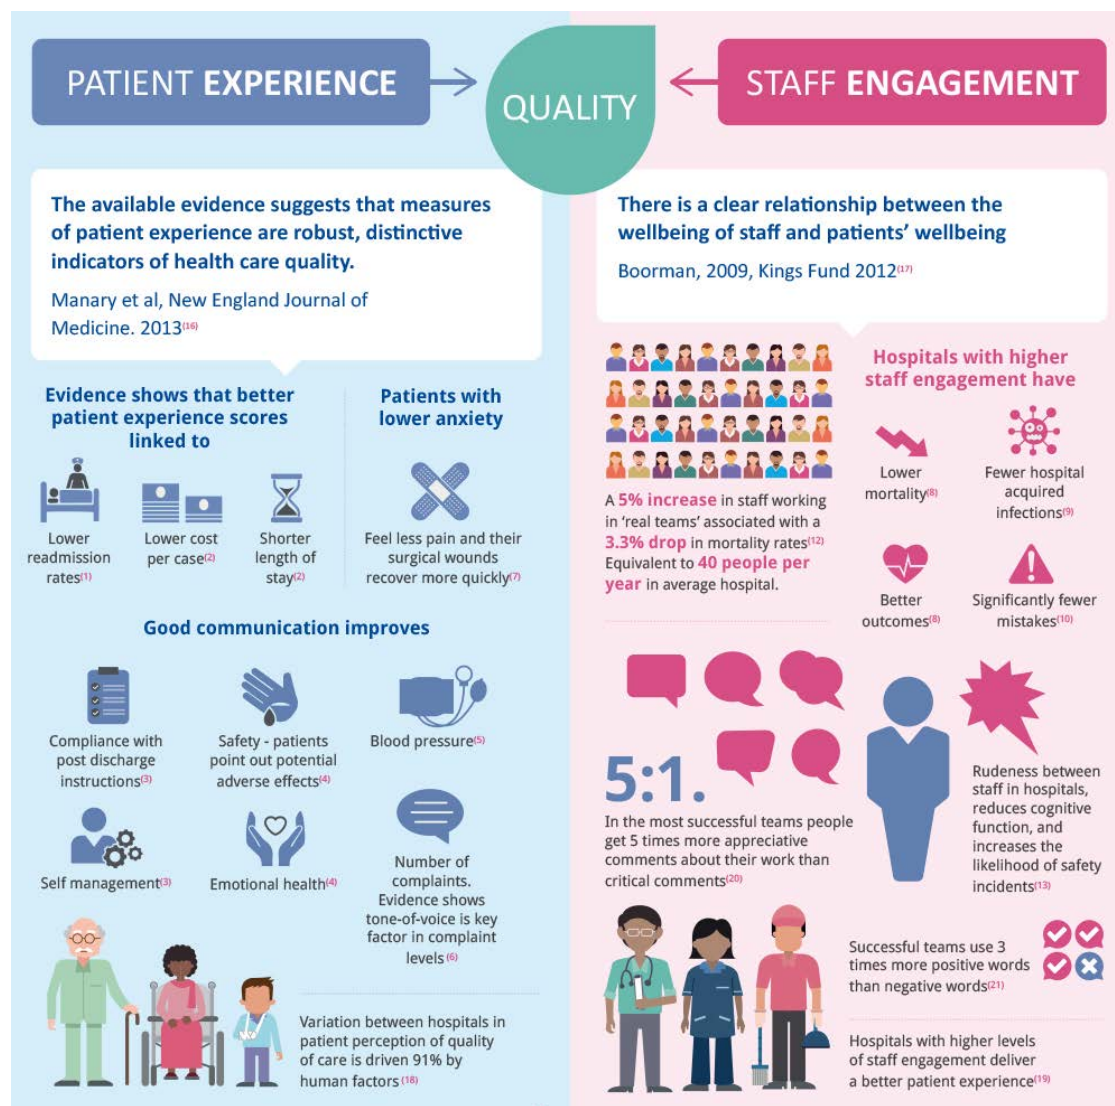 PATIENT EXPERIENCE
QUALITY
STAFF ENGAGEMENT
The available evidence suggests that measures
of patient experience are robust, distinctive
indicators of health care quality.
Manary et al, New England Journal of
Medicine. 2013(16)
Evidence shows that better
patient experience scores
linked to
Lower
readmission
rates(1)
Lower cost
per case(2)
Shorter
length of
stay(2)
Patients with
lower anxiety
Feel less pain and their
surgical wounds
recover more quickly(7)
Good communication improves
Compliance with
post discharge
instructions(3)
Safety - patients
point out potential
adverse effects(4)
Blood pressure(5)
Self management(3)
Emotional health(4)
Number of
complaints.
Evidence shows
tone-of-voice is key
factor in complaint
levels (6)
Variation between hospitals in
patient perception of quality
of care is driven 91% by
human factors (18)
There is a clear relationship between the
wellbeing of staff and patients' wellbeing
Boorman, 2009, Kings Fund 2012(17)
A 5% increase in staff working
in 'real teams' associated with a
3.3% drop in mortality rates(12)
Equivalent to 40 people per
year in average hospital.
Hospitals with higher
staff engagement have
Lower
mortality(8)
Fewer hospital
acquired
infections(9)
Better
outcomes(8)
Significantly fewer
mistakes(10)
5:1.
In the most successful teams people
get 5 times more appreciative
comments about their work than
critical comments(20)
Rudeness between
staff in hospitals,
reduces cognitive
function, and
increases the
likelihood of safety
incidents(13)
Successful teams use 3
times more positive words
than negative words(21)
Hospitals with higher levels
of staff engagement deliver
a better patient experience(19)